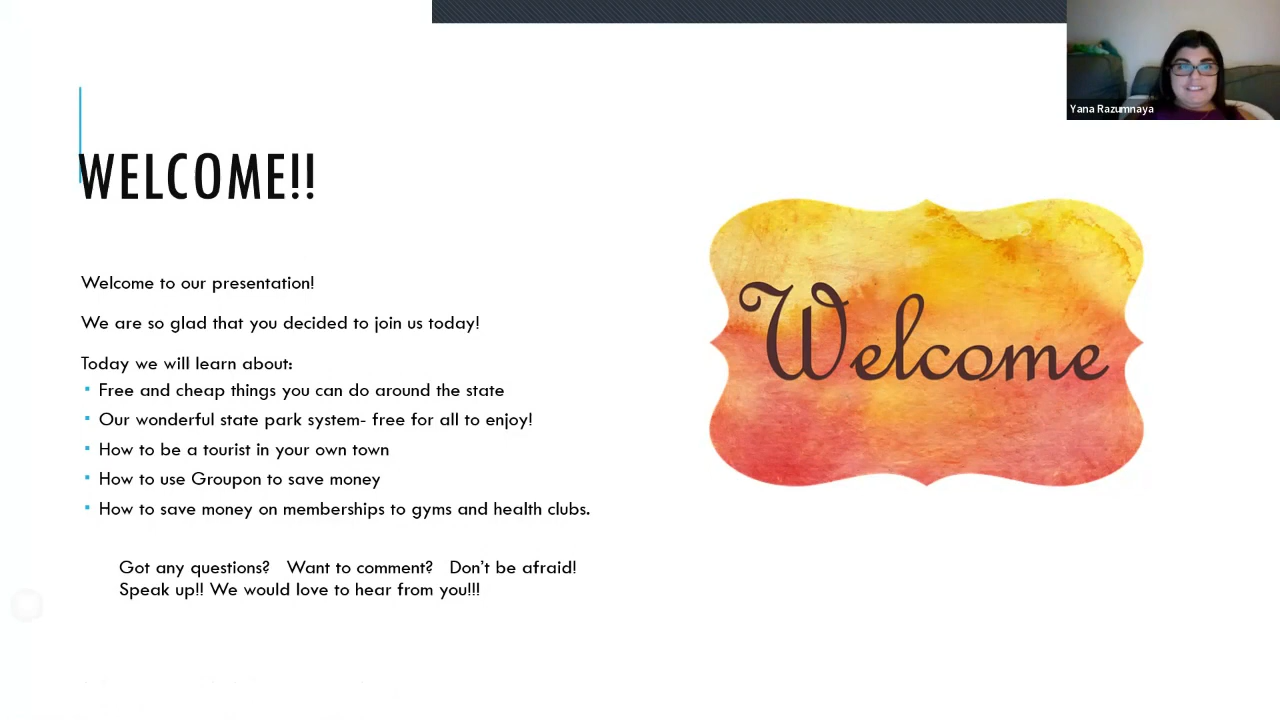 Yana Razumnaya
WELCOME!!
Welcome to our presentation!
We are so glad that you decided to join us today!
Today we will learn about:
▪ Free and cheap things you can do around the state
▪ Our wonderful state park system- free for all to enjoy!
▪ How to be a tourist in your own town
▪ How to use Groupon to save money
▪ How to save money on memberships to gyms and health clubs.
Got any questions? Want to comment? Don't be afraid!
Speak up!! We would love to hear from you!!!
Welcome